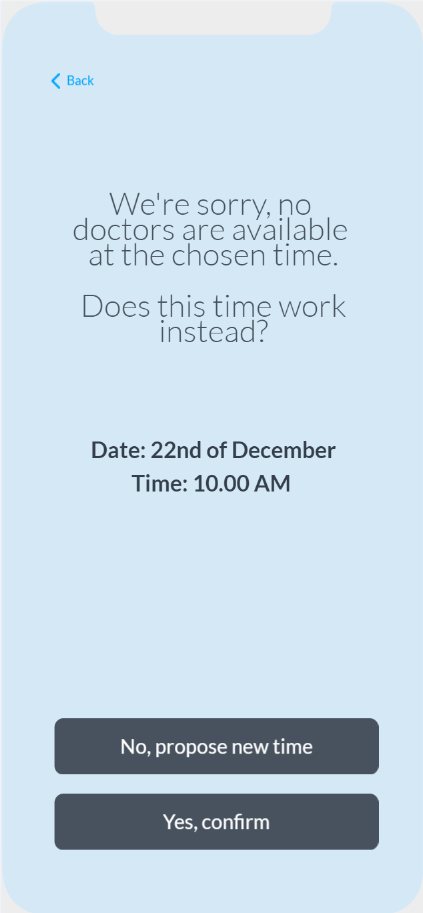 Back
We're sorry, no
doctors are available
at the chosen time.
Does this time work
instead?
Date: 22nd of December
Time: 10.00 AM
No, propose new time
Yes, confirm